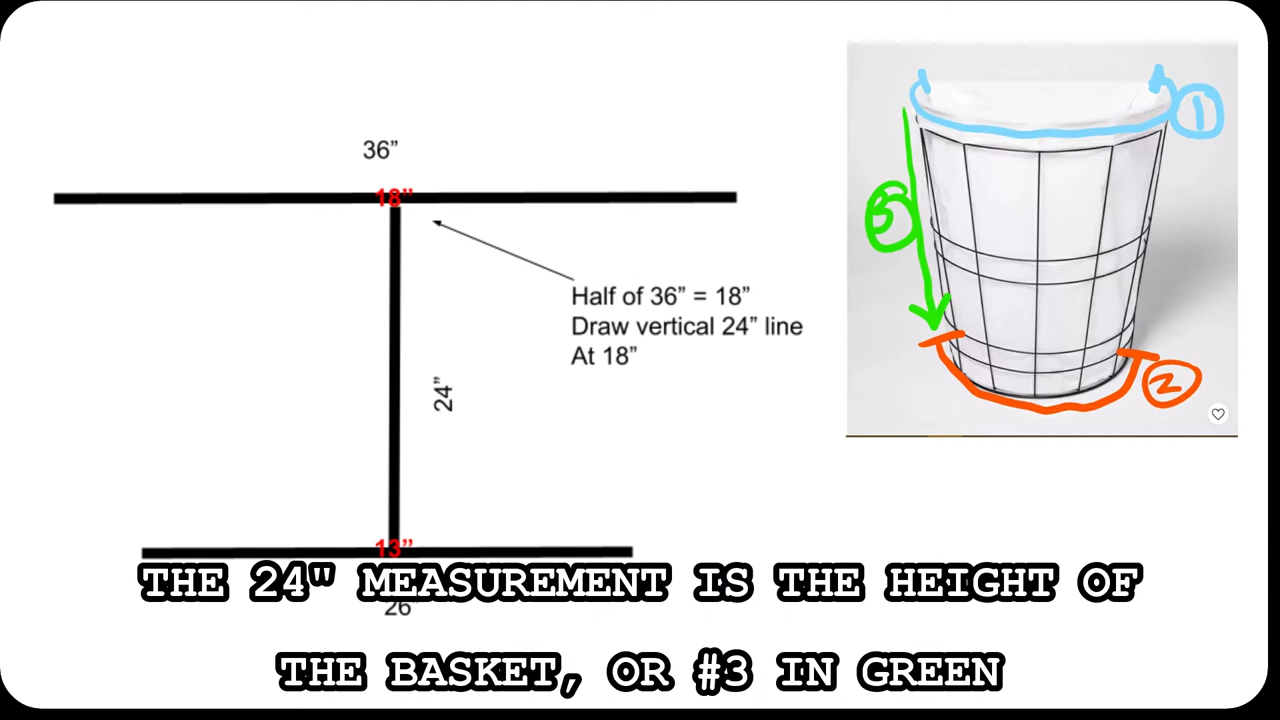 36”
18”
Half of 36” = 18”
Draw vertical 24” line
At 18”
24”
13”
26
1
3
2
THE 24" MEASUREMENT IS THE HEIGHT OF
THE BASKET, OR #3 IN GREEN